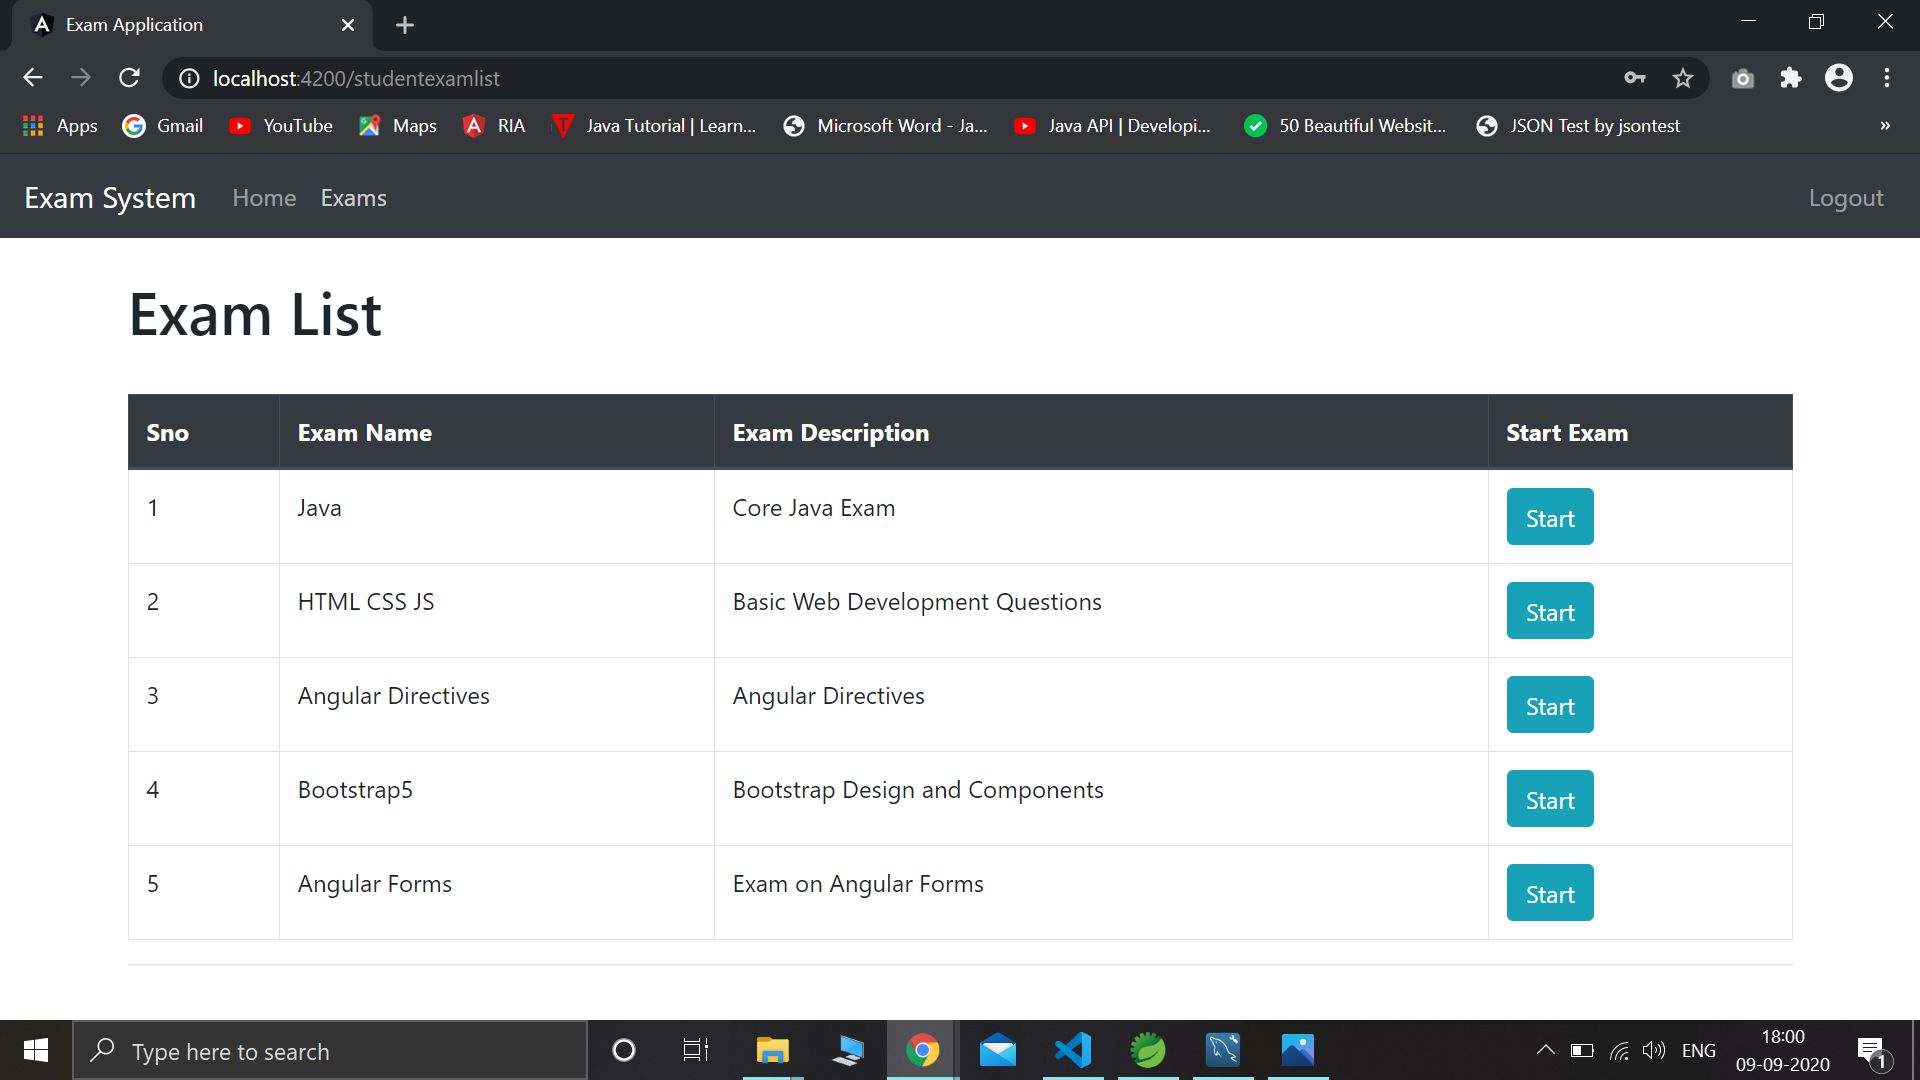 Exam Application
localhost:4200/studentexamlist
Apps Gmail YouTube Maps RIA Java Tutorial | Learn... Microsoft Word - Ja... Java API | Developi... 50 Beautiful Websit... JSON Test by jsontest »
Exam System Home Exams Logout
Exam List
Sno Exam Name Exam Description Start Exam
1 Java Core Java Exam Start
2 HTML CSS JS Basic Web Development Questions Start
3 Angular Directives Angular Directives Start
4 Bootstrap5 Bootstrap Design and Components Start
5 Angular Forms Exam on Angular Forms Start
Type here to search
ENG
18:00
09-09-2020
1